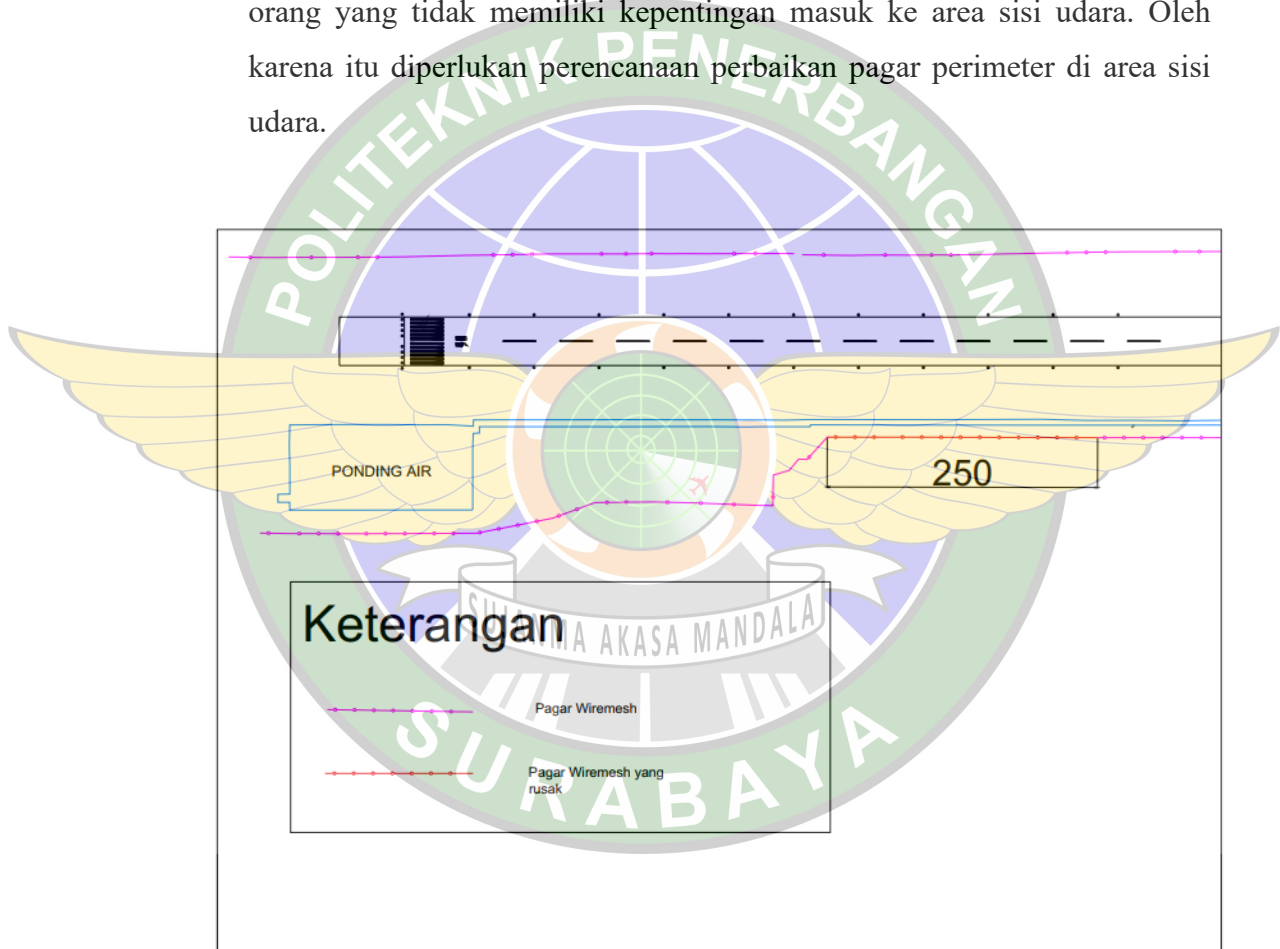 orang yang tidak memiliki kepentingan masuk ke area sisi udara. Oleh
karena itu diperlukan perencanaan perbaikan pagar perimeter di area sisi
udara.
POLITEKNIK PENERBANGAN
PONDING AIR
250
Keterangan
AKASA MANDALA
Pagar Wiremesh
Pagar Wiremesh yang
rusak
SURABAYA